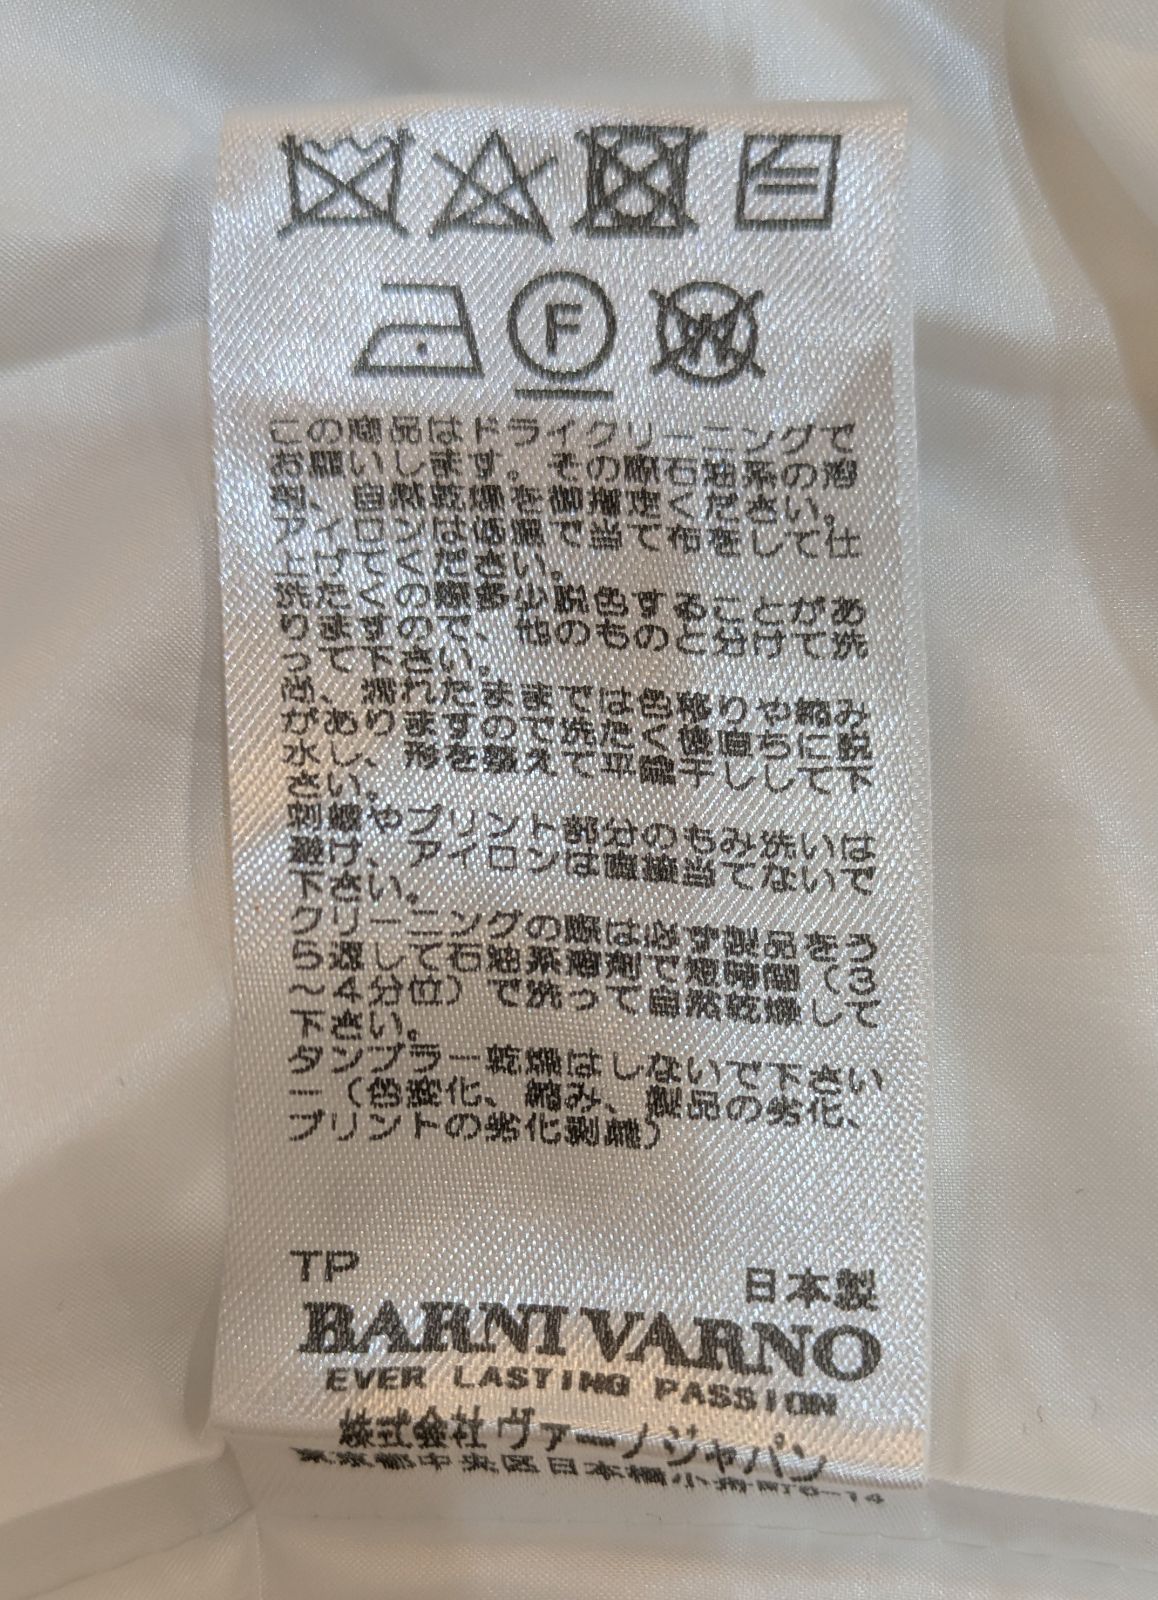 F
W
この商品はドライクリーニングで
お願いします。その際石油系の溶
剤、自然乾燥を御指定ください。
アイロンは必ず当て布をして仕
上げてください。
洗たくの際多少脱色することがあ
りますので、他のものと分けて洗
って下さい。
尚、濡れたままでは色移りや縮み
がありますので洗たく後直ちに脱
水し、形を整えて平陰干しして下
さい。
刺繍やプリント部分のもみ洗いは
避け、アイロンは直接当てないで
下さい。
クリーニングの際は必ず製品をう
ら返して石油系溶剤で短時間(3
〜4分位)で洗って自然乾燥して
下さい。
タンブラー乾燥はしないで下さい
ー(色変化、縮み、製品の劣化、
プリントの劣化剥離)
TP
日本製
BARNI VARNO
EVER LASTING PASSION
株式会社ヴァーノジャパン
東京都中央区日本橋小 -14